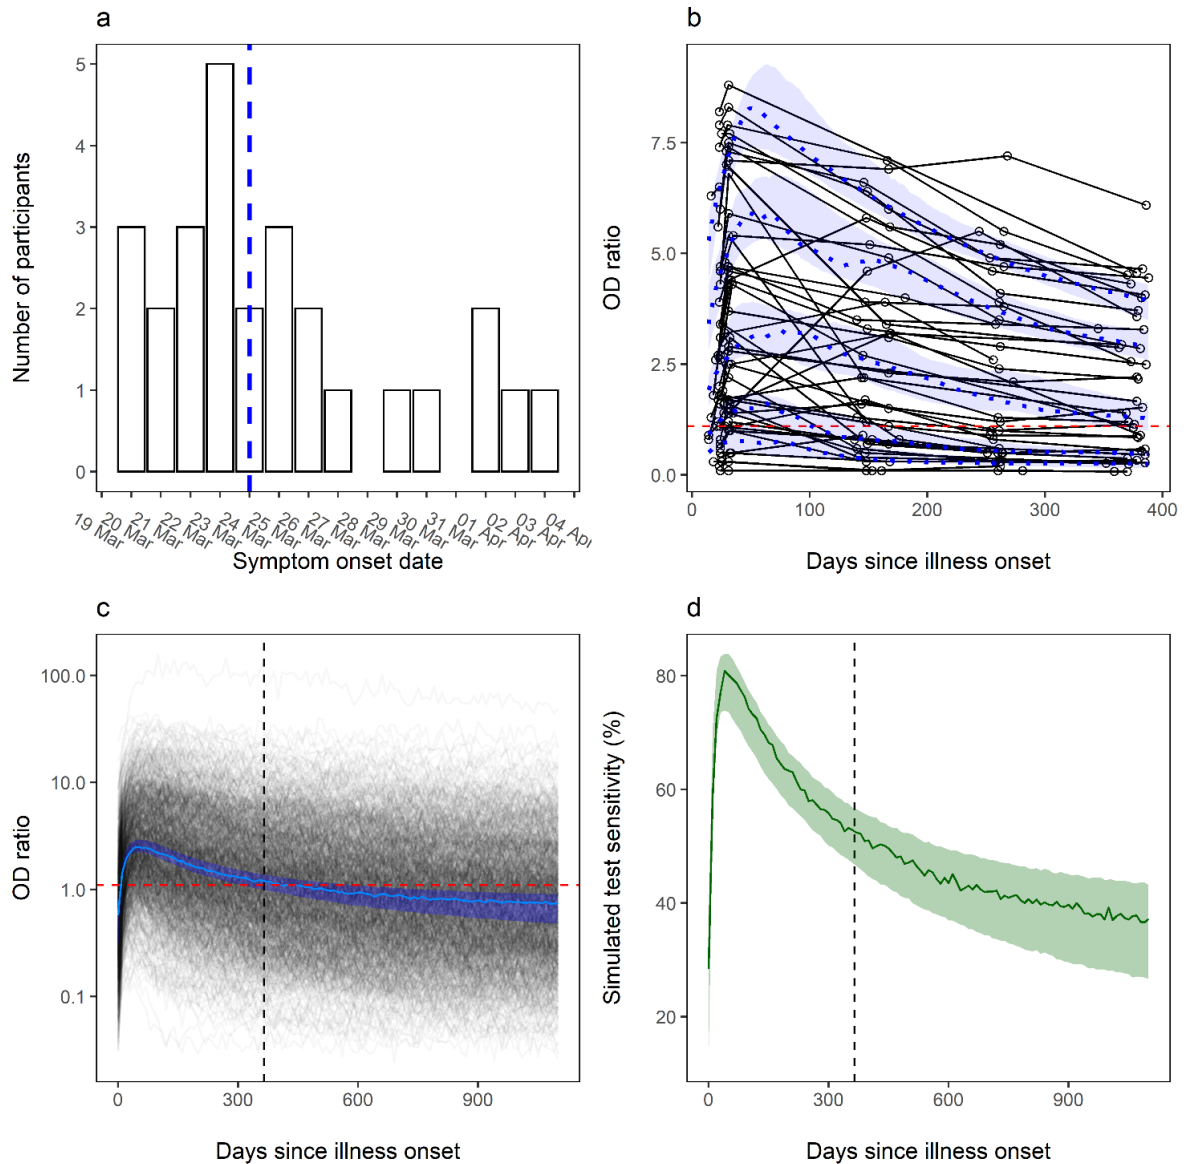 a
Number of participants
5
4
3
2
1
0
19 Mar
20 Mar
21 Mar
22 Mar
23 Mar
24 Mar
25 Mar
26 Mar
27 Mar
28 Mar
29 Mar
30 Mar
31 Mar
01 Apr
02 Apr
03 Apr
04 Apr
Symptom onset date
b
OD ratio
7.5
5.0
2.5
0.0
0
100
200
300
400
Days since illness onset
c
OD ratio
100.0
10.0
1.0
0.1
0
300
600
900
Days since illness onset
d
Simulated test sensitivity (%)
80
60
40
20
0
300
600
900
Days since illness onset